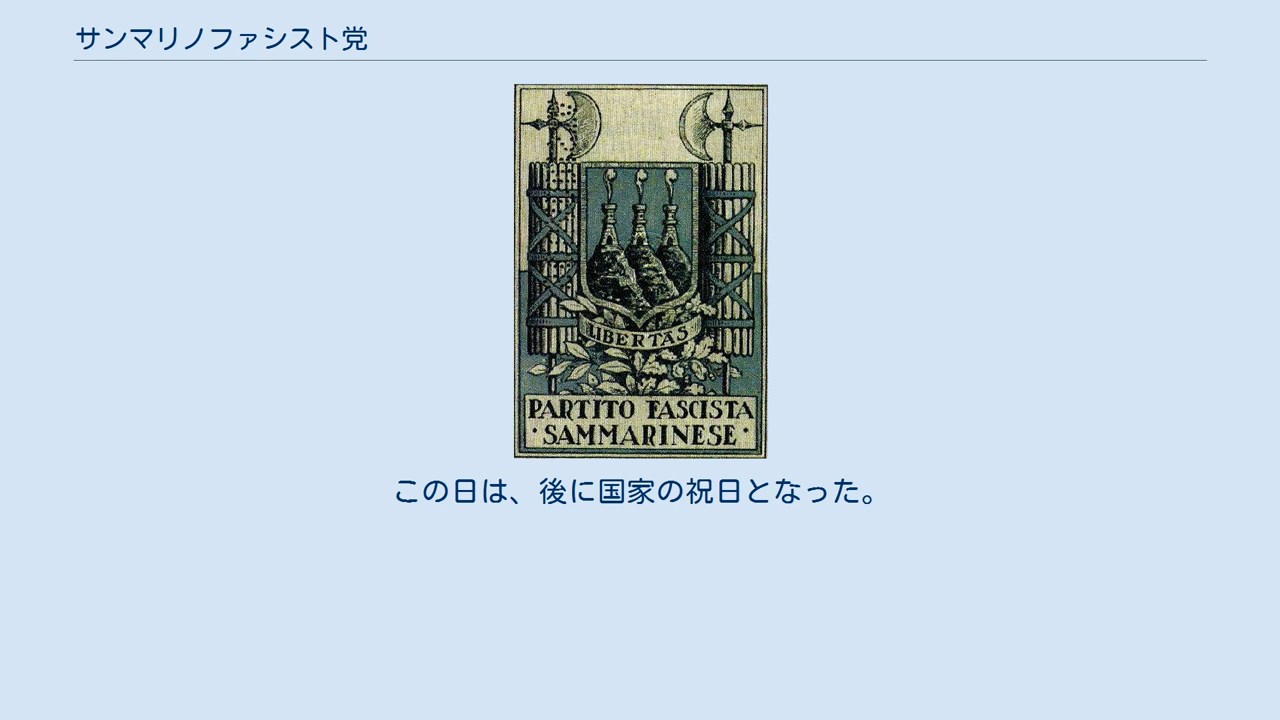 サンマリノファシスト党
LIBERTAS
PARTITO FASCISTA
·SAMMARINESE·
この日は、後に国家の祝日となった。